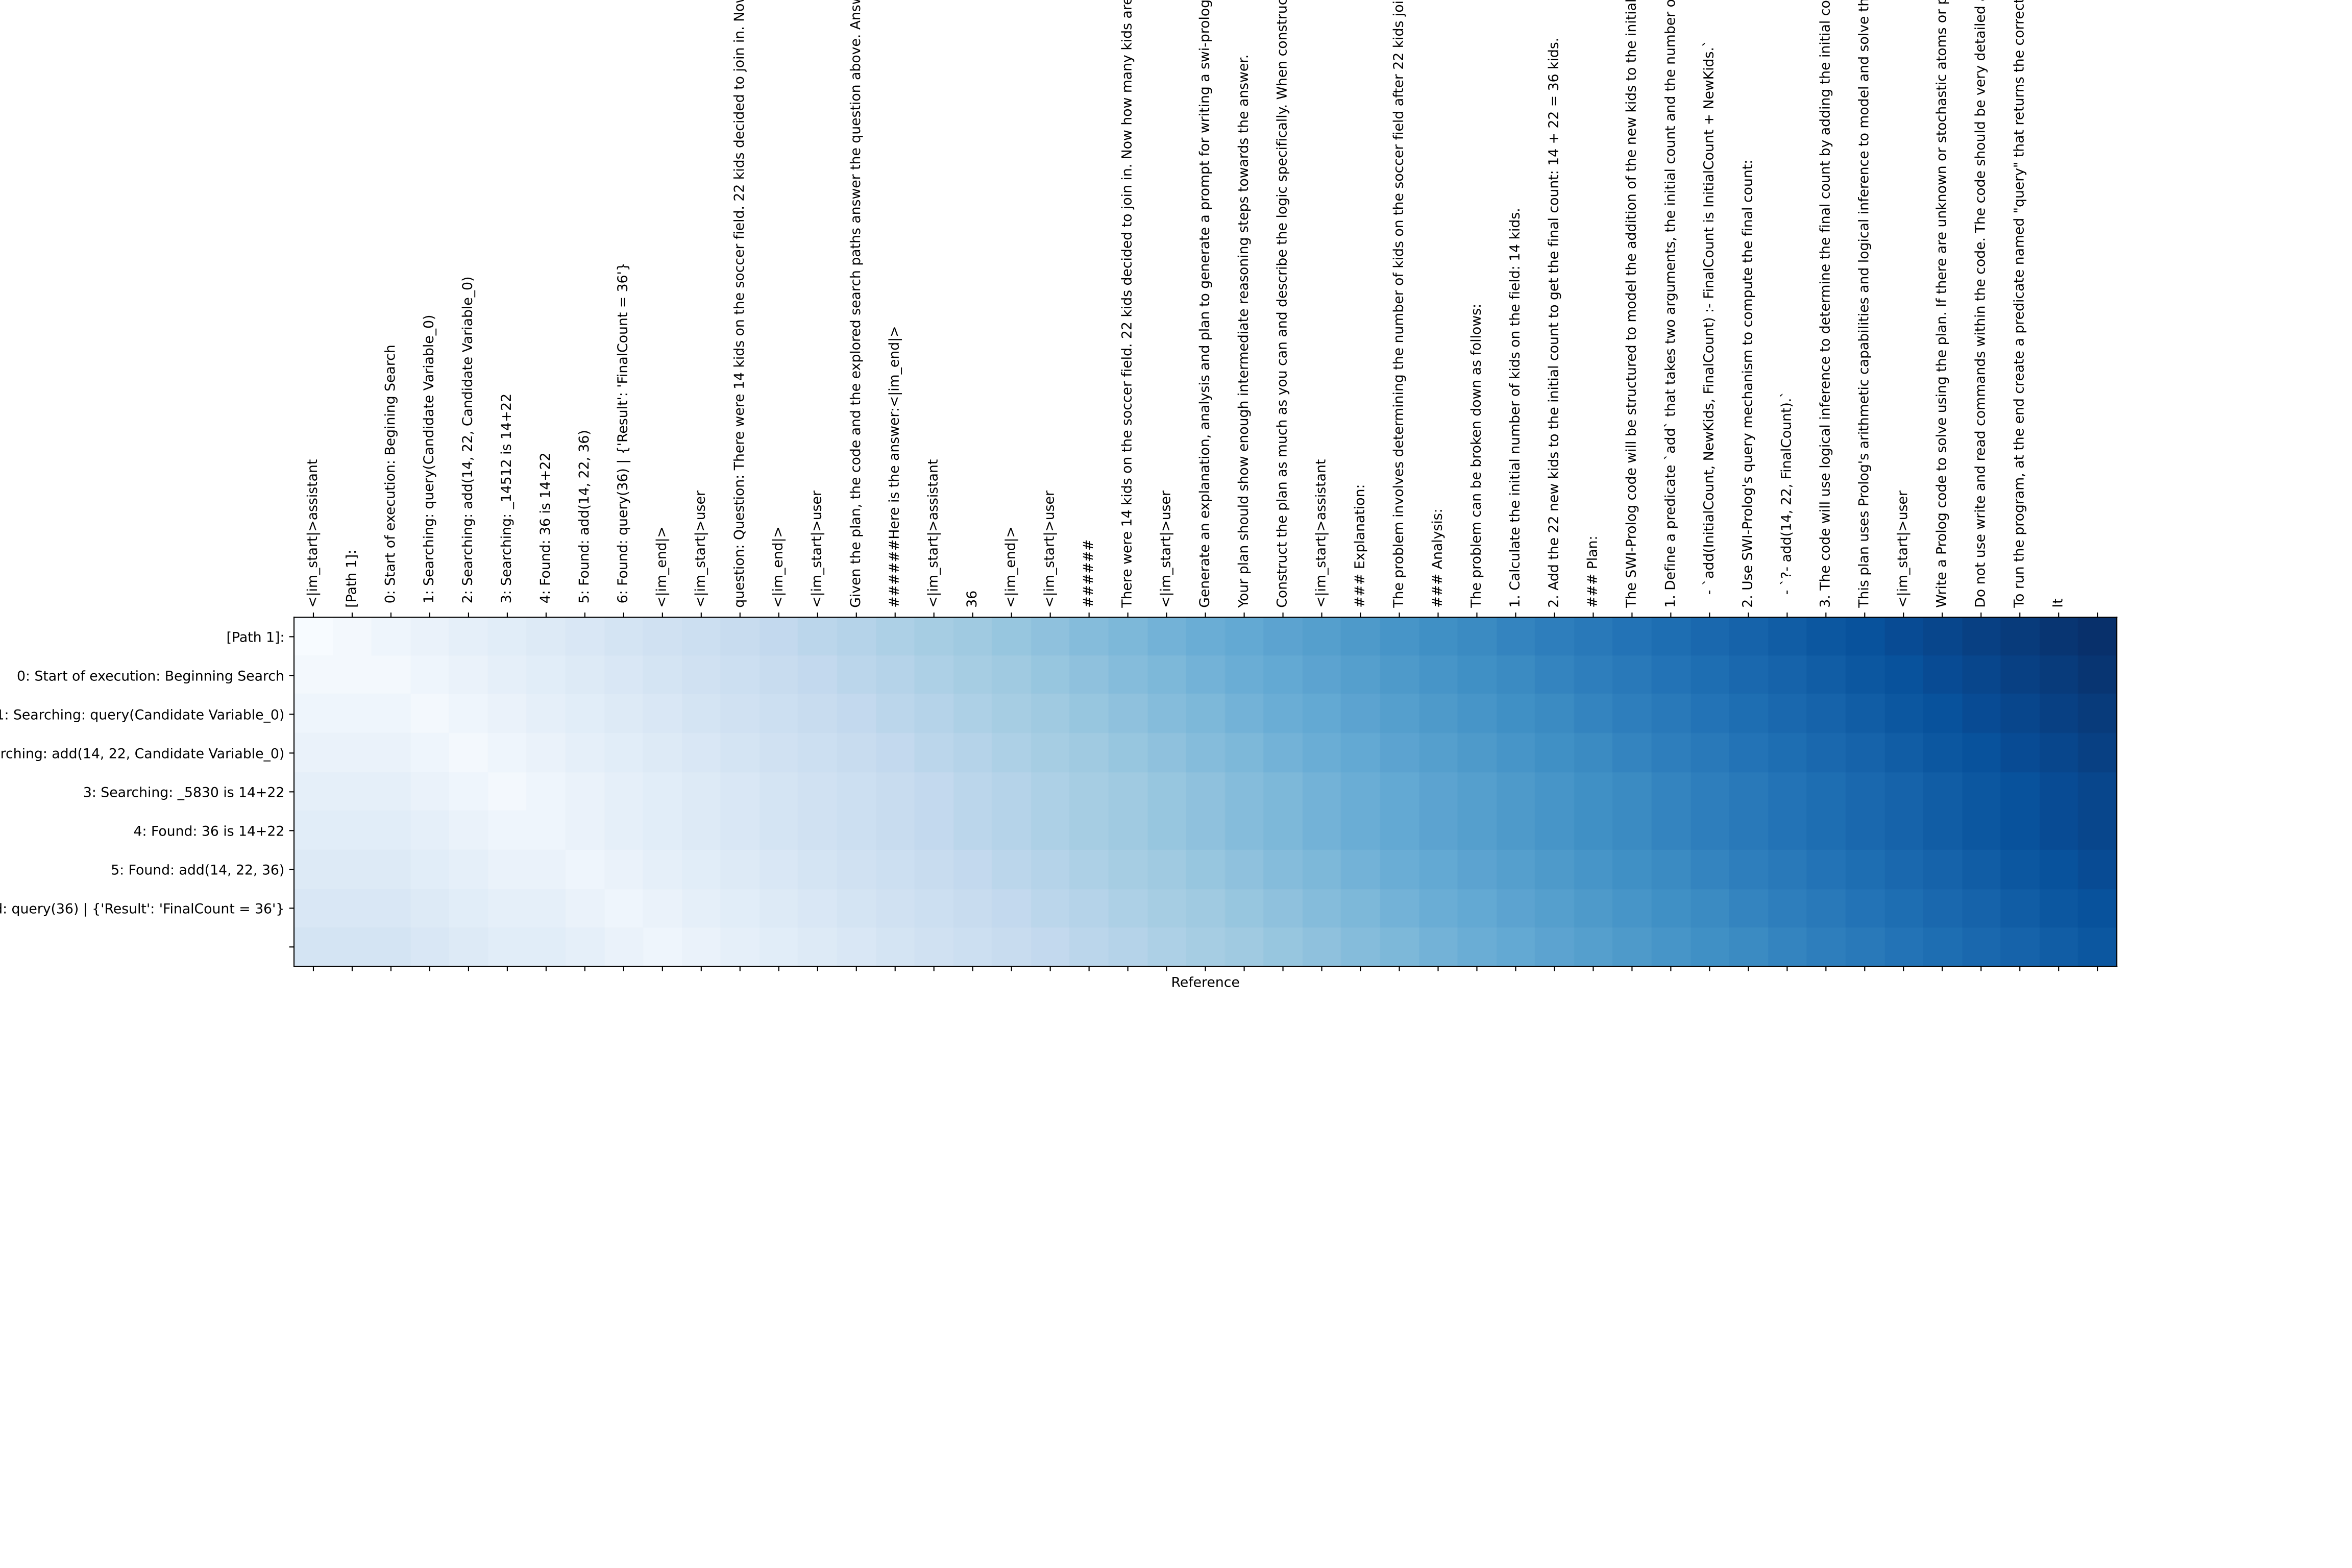 <|im_start|>assistant
[Path 1]:
0: Start of execution: Begining Search
1: Searching: query(Candidate Variable_0)
2: Searching: add(14, 22, Candidate Variable_0)
3: Searching: _14512 is 14+22
4: Found: 36 is 14+22
5: Found: add(14, 22, 36)
6: Found: query(36) | {'Result': 'FinalCount = 36'}
<|im_end|>
<|im_start|>user
question: Question: There were 14 kids on the soccer field. 22 kids decided to join in. Now
<|im_end|>
<|im_start|>user
Given the plan, the code and the explored search paths answer the question above. Answ
######Here is the answer:<|im_end|>
<|im_start|>assistant
36
<|im_end|>
<|im_start|>user
######
There were 14 kids on the soccer field. 22 kids decided to join in. Now how many kids are
<|im_start|>user
Generate an explanation, analysis and plan to generate a prompt for writing a swi-prolog
Your plan should show enough intermediate reasoning steps towards the answer.
Construct the plan as much as you can and describe the logic specifically. When construc
<|im_start|>assistant
### Explanation:
The problem involves determining the number of kids on the soccer field after 22 kids joi
### Analysis:
The problem can be broken down as follows:
1. Calculate the initial number of kids on the field: 14 kids.
2. Add the 22 new kids to the initial count to get the final count: 14 + 22 = 36 kids.
### Plan:
The SWI-Prolog code will be structured to model the addition of the new kids to the initial
1. Define a predicate `add` that takes two arguments, the initial count and the number o
- `add(InitialCount, NewKids, FinalCount) :- FinalCount is InitialCount + NewKids.`
2. Use SWI-Prolog's query mechanism to compute the final count:
- `?- add(14, 22, FinalCount).`
3. The code will use logical inference to determine the final count by adding the initial co
This plan uses Prolog's arithmetic capabilities and logical inference to model and solve th
<|im_start|>user
Write a Prolog code to solve using the plan. If there are unknown or stochastic atoms or p
Do not use write and read commands within the code. The code should be very detailed
To run the program, at the end create a predicate named "query" that returns the correct
It
[Path 1]:
0: Start of execution: Beginning Search
1: Searching: query(Candidate Variable_0)
rching: add(14, 22, Candidate Variable_0)
3: Searching: _5830 is 14+22
4: Found: 36 is 14+22
5: Found: add(14, 22, 36)
: query(36) | {'Result': 'FinalCount = 36'}
Reference